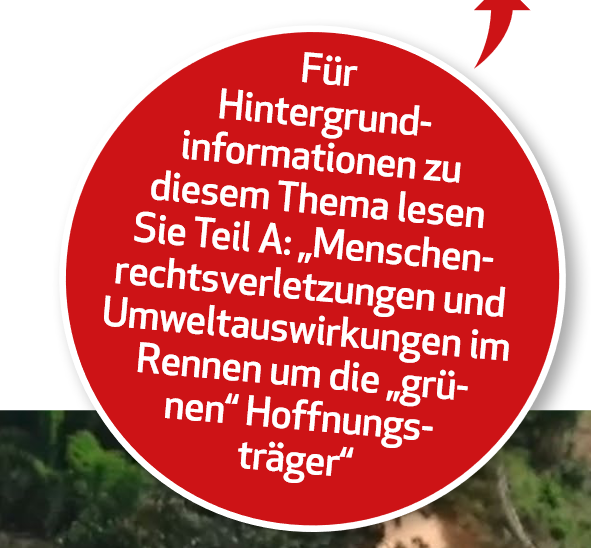 Für
Hintergrund-
informationen zu
diesem Thema lesen
Sie Teil A: „Menschen-
rechtsverletzungen und
Umweltauswirkungen im
Rennen um die „grü-
nen“ Hoffnungs-
träger“